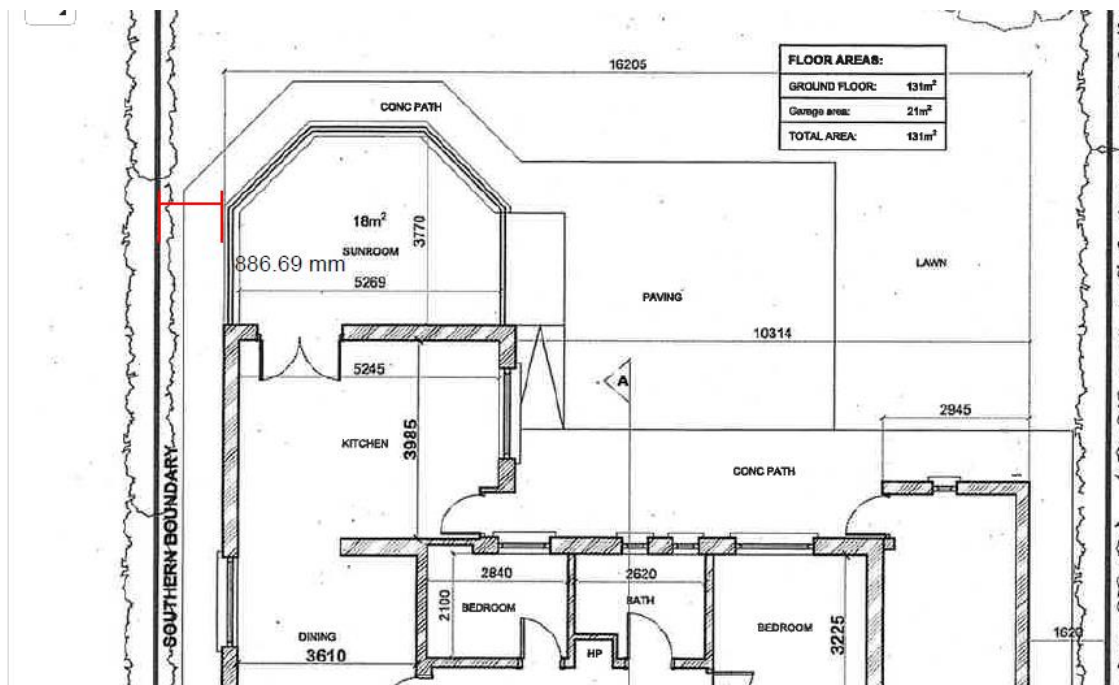 16205
FLOOR AREAS:
GROUND FLOOR: 131m²
Garage area: 21m²
TOTAL AREA: 131m²
CONC PATH
18m²
SUNROOM
3770
886.69 mm
5269
LAWN
PAVING
10314
A
5245
2945
KITCHEN
3985
CONC PATH
SOUTHERN BOUNDARY
2840
2620
2100
BEDROOM
BATH
BEDROOM
3225
DINING
3610
HP
1620